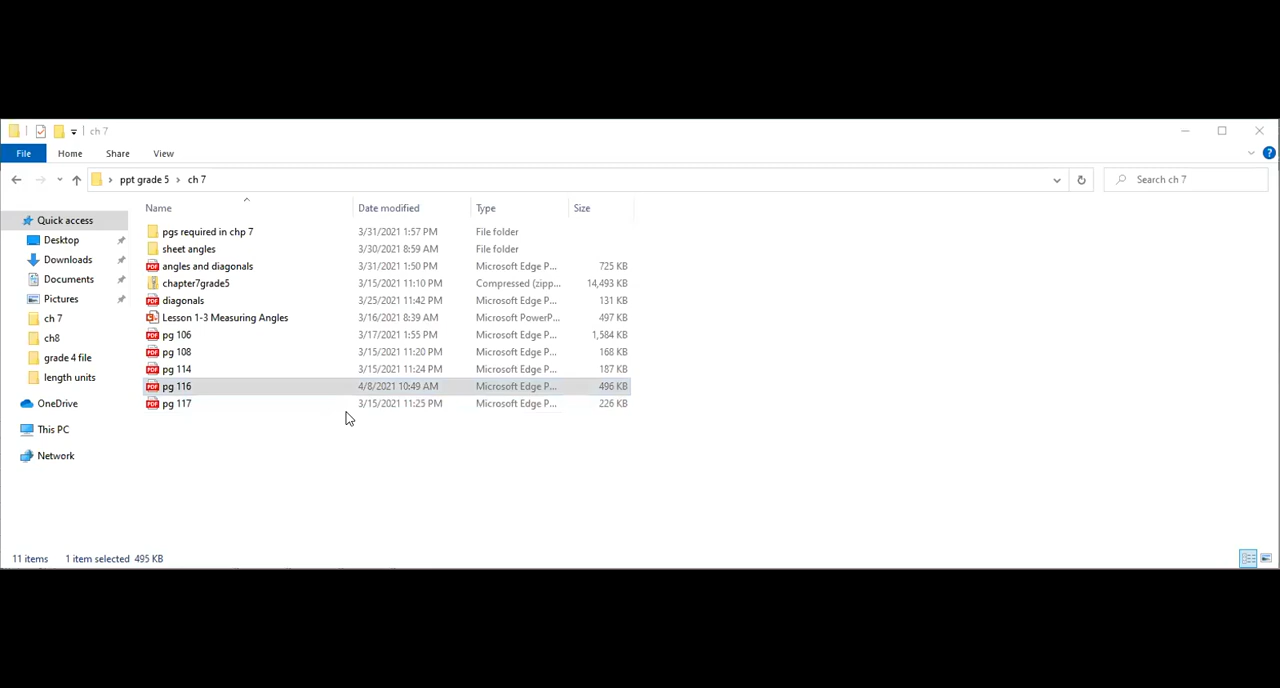 ch 7
File Home Share View
ppt grade 5 › ch 7 Search ch 7
Name Date modified Type Size
Quick access
Desktop
Downloads
Documents
Pictures
ch 7
ch8
grade 4 file
length units
OneDrive
This PC
Network
pgs required in chp 7 3/31/2021 1:57 PM File folder
sheet angles 3/30/2021 8:59 AM File folder
angles and diagonals 3/31/2021 1:50 PM Microsoft Edge P... 725 KB
chapter7grade5 3/15/2021 11:10 PM Compressed (zipp... 14,493 KB
diagonals 3/25/2021 11:42 PM Microsoft Edge P... 131 KB
Lesson 1-3 Measuring Angles 3/16/2021 8:39 AM Microsoft PowerP... 497 KB
pg 106 3/17/2021 1:55 PM Microsoft Edge P... 1,584 KB
pg 108 3/15/2021 11:20 PM Microsoft Edge P... 168 KB
pg 114 3/15/2021 11:24 PM Microsoft Edge P... 187 KB
pg 116 4/8/2021 10:49 AM Microsoft Edge P... 496 KB
pg 117 3/15/2021 11:25 PM Microsoft Edge P... 226 KB
11 items 1 item selected 495 KB